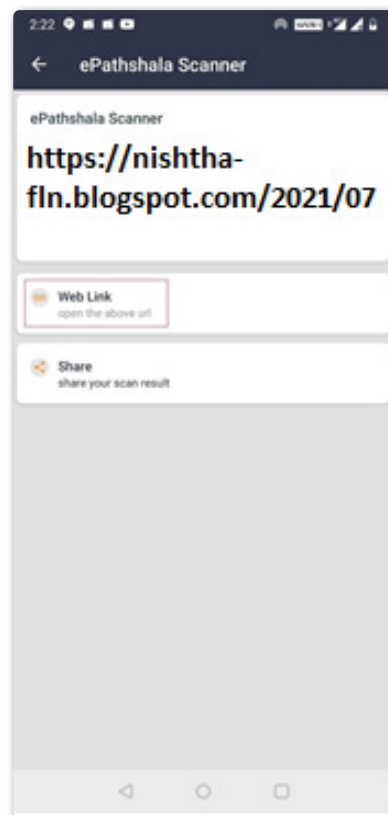 2:22
ePathshala Scanner
ePathshala Scanner
https://nishtha-
fln.blogspot.com/2021/07
Web Link
open the above url
Share
share your scan result